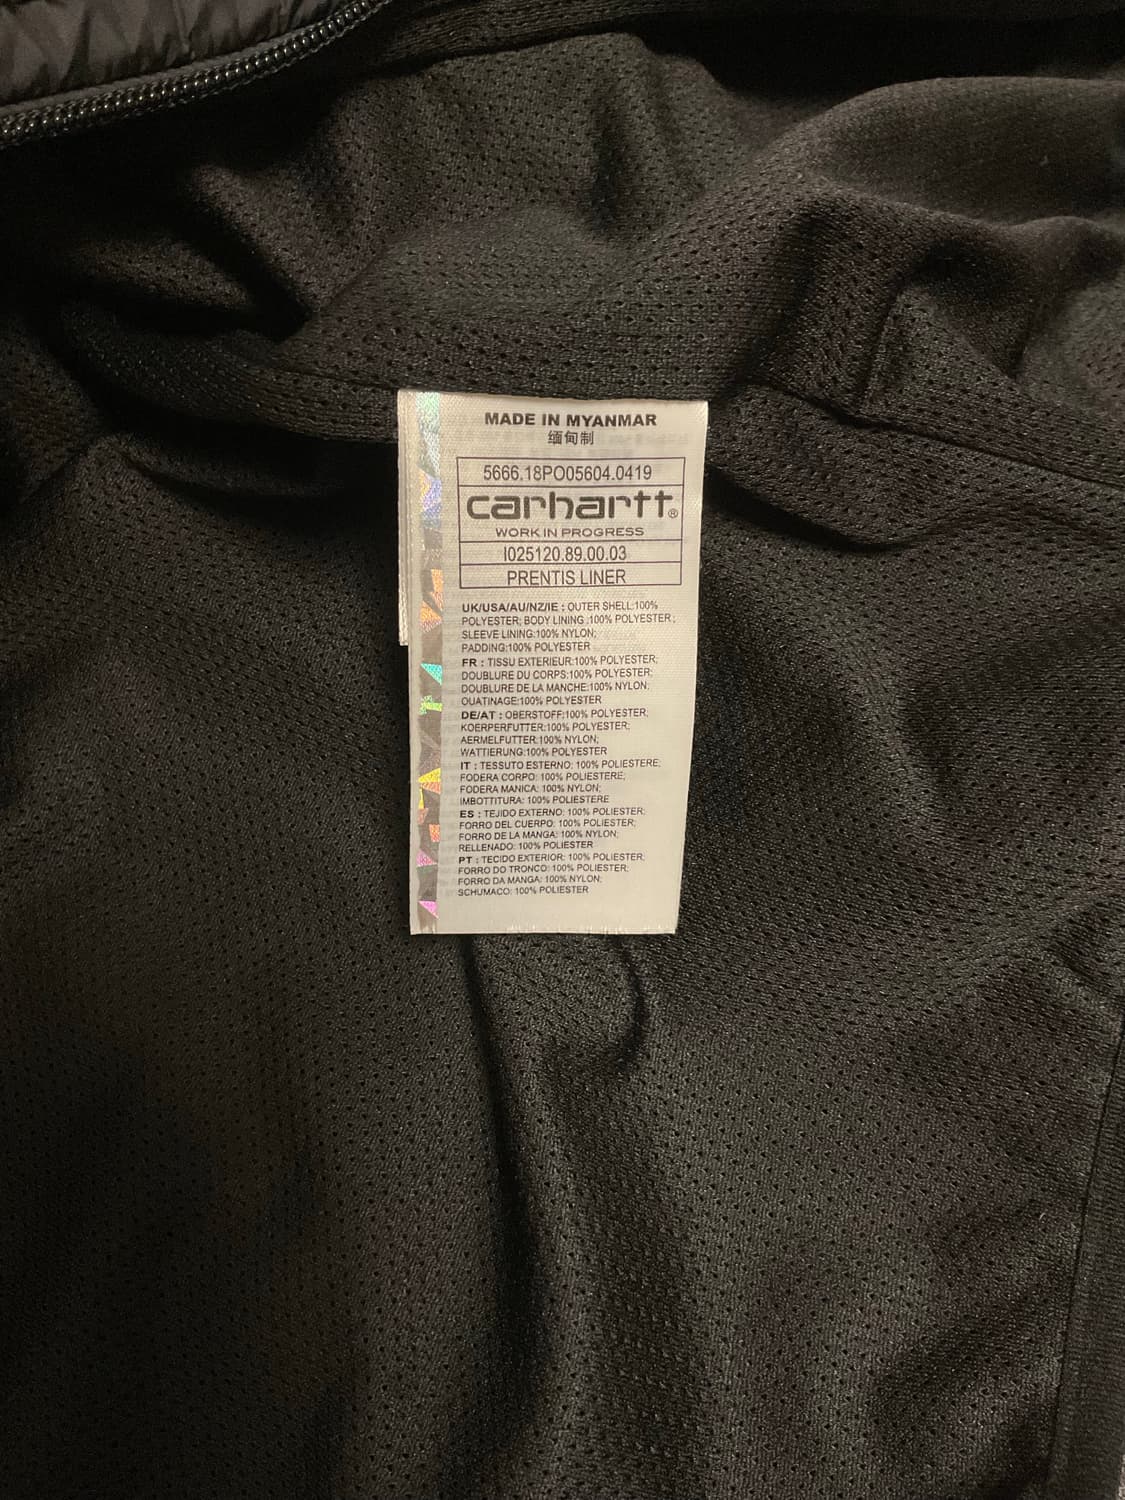 MADE IN MYANMAR
缅甸制
5666.18PO05604.0419
carhartt®
WORK IN PROGRESS
I025120.89.00.03
PRENTIS LINER
UK/USA/AU/NZ/IE : OUTER SHELL:100%
POLYESTER; BODY LINING :100% POLYESTER ;
SLEEVE LINING:100% NYLON;
PADDING:100% POLYESTER
FR : TISSU EXTERIEUR:100% POLYESTER;
DOUBLURE DU CORPS:100% POLYESTER;
DOUBLURE DE LA MANCHE:100% NYLON;
OUATINAGE:100% POLYESTER
DE/AT : OBERSTOFF:100% POLYESTER;
KOERPERFUTTER:100% POLYESTER;
AERMELFUTTER:100% NYLON;
WATTIERUNG:100% POLYESTER
IT : TESSUTO ESTERNO: 100% POLIESTERE;
FODERA CORPO: 100% POLIESTERE;
FODERA MANICA: 100% NYLON;
IMBOTTITURA: 100% POLIESTERE
ES : TEJIDO EXTERNO: 100% POLIESTER;
FORRO DEL CUERPO: 100% POLIESTER;
FORRO DE LA MANGA: 100% NYLON;
RELLENADO: 100% POLIESTER
PT : TECIDO EXTERIOR: 100% POLIESTER;
FORRO DO TRONCO: 100% POLIESTER;
FORRO DA MANGA: 100% NYLON;
SCHUMACO: 100% POLIESTER